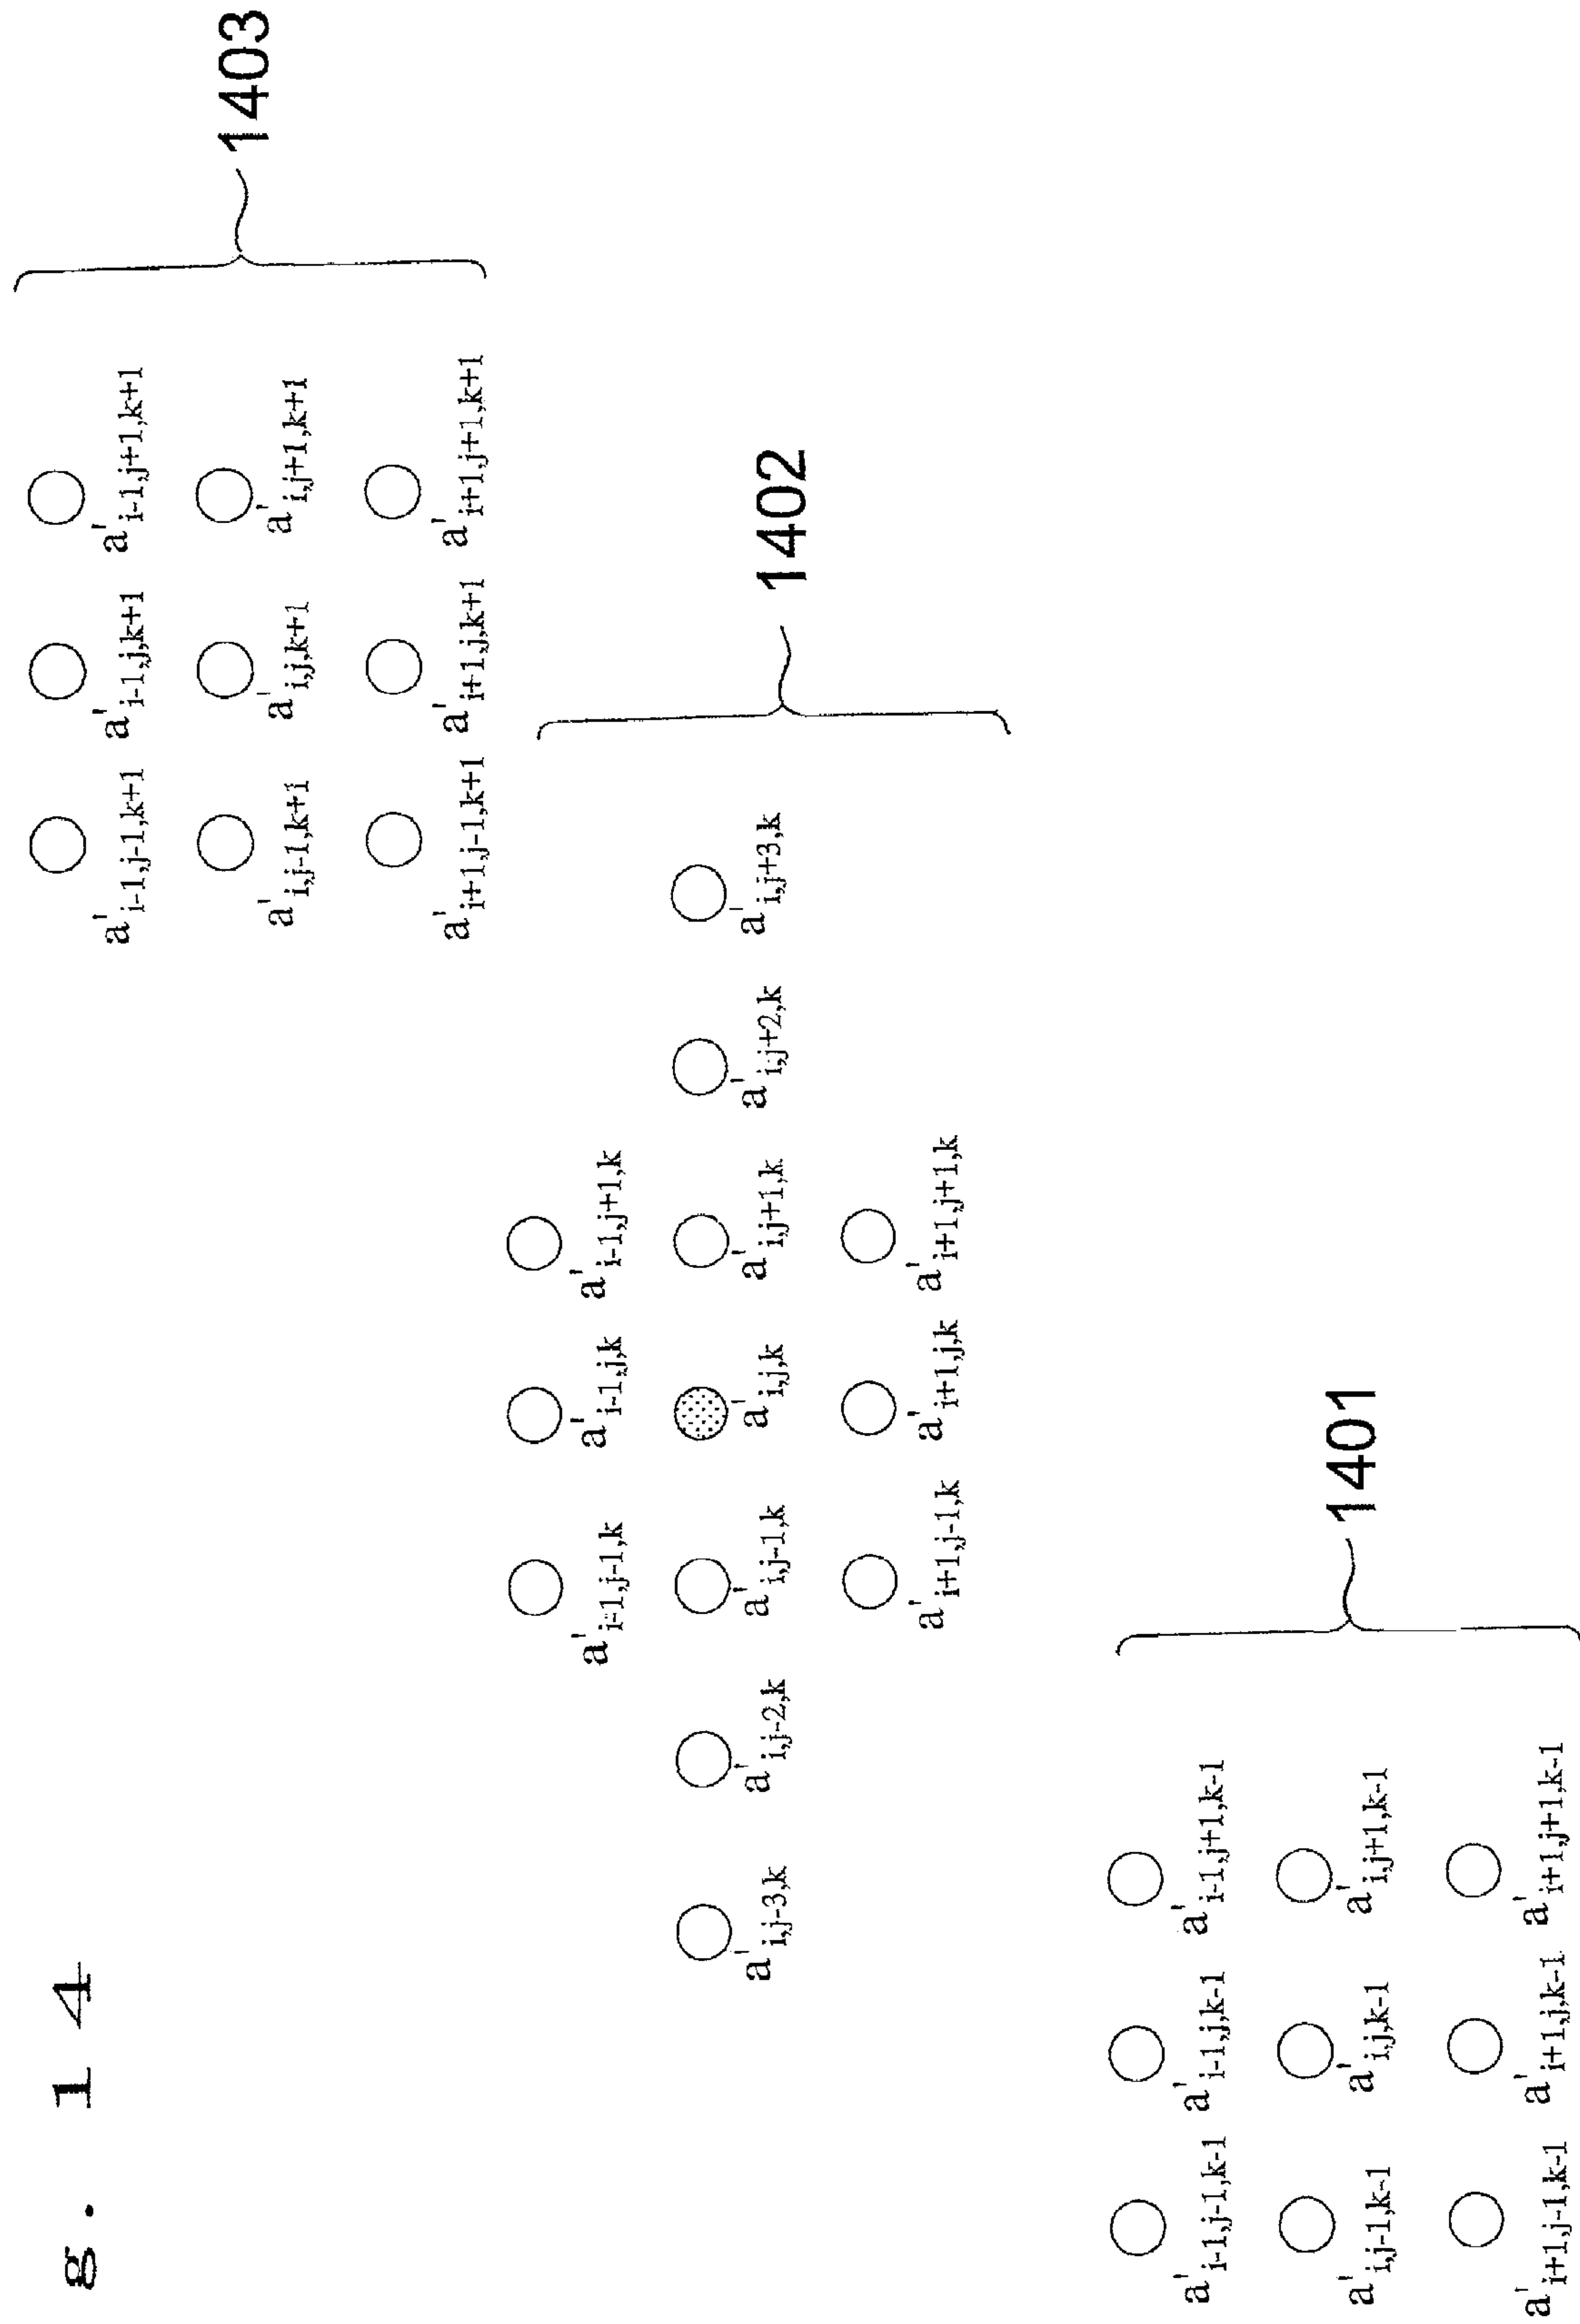 g. 14
a'i-1,j-1,k+1 a'i-1,j,k+1 a'i-1,j+1,k+1
a'i,j-1,k+1 a'i,j,k+1 a'i,j+1,k+1
1403
a'i+1,j-1,k+1 a'i+1,j,k+1 a'i+1,j+1,k+1
a'i-1,j-1,k a'i-1,j,k a'i-1,j+1,k
a'i,j-3,k a'i,j-2,k a'i,j-1,k a'i,j,k a'i,j+1,k a'i,j+2,k a'i,j+3,k
1402
a'i+1,j-1,k a'i+1,j,k a'i+1,j+1,k
a'i-1,j-1,k-1 a'i-1,j,k-1 a'i-1,j+1,k-1
a'i,j-1,k-1 a'i,j,k-1 a'i,j+1,k-1
1401
a'i+1,j-1,k-1 a'i+1,j,k-1 a'i+1,j+1,k-1